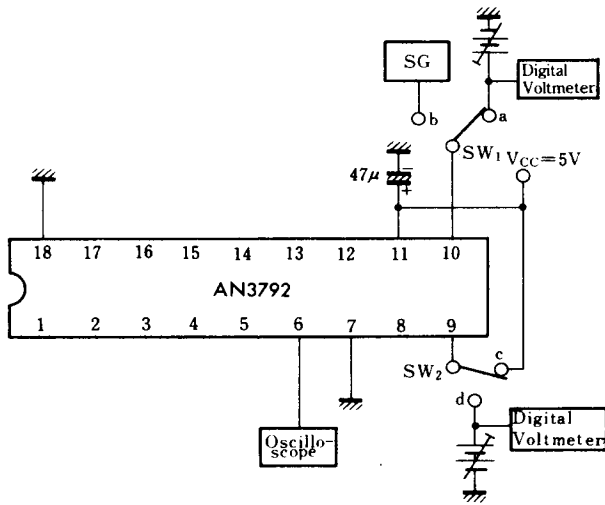 SG
Digital
Voltmeter
b
a
SW1
VCC=5V
47μ
−
+
18 17 16 15 14 13 12 11 10
AN3792
1 2 3 4 5 6 7 8 9
SW2
c
d
Oscillo-
scope
Digital
Voltmeter